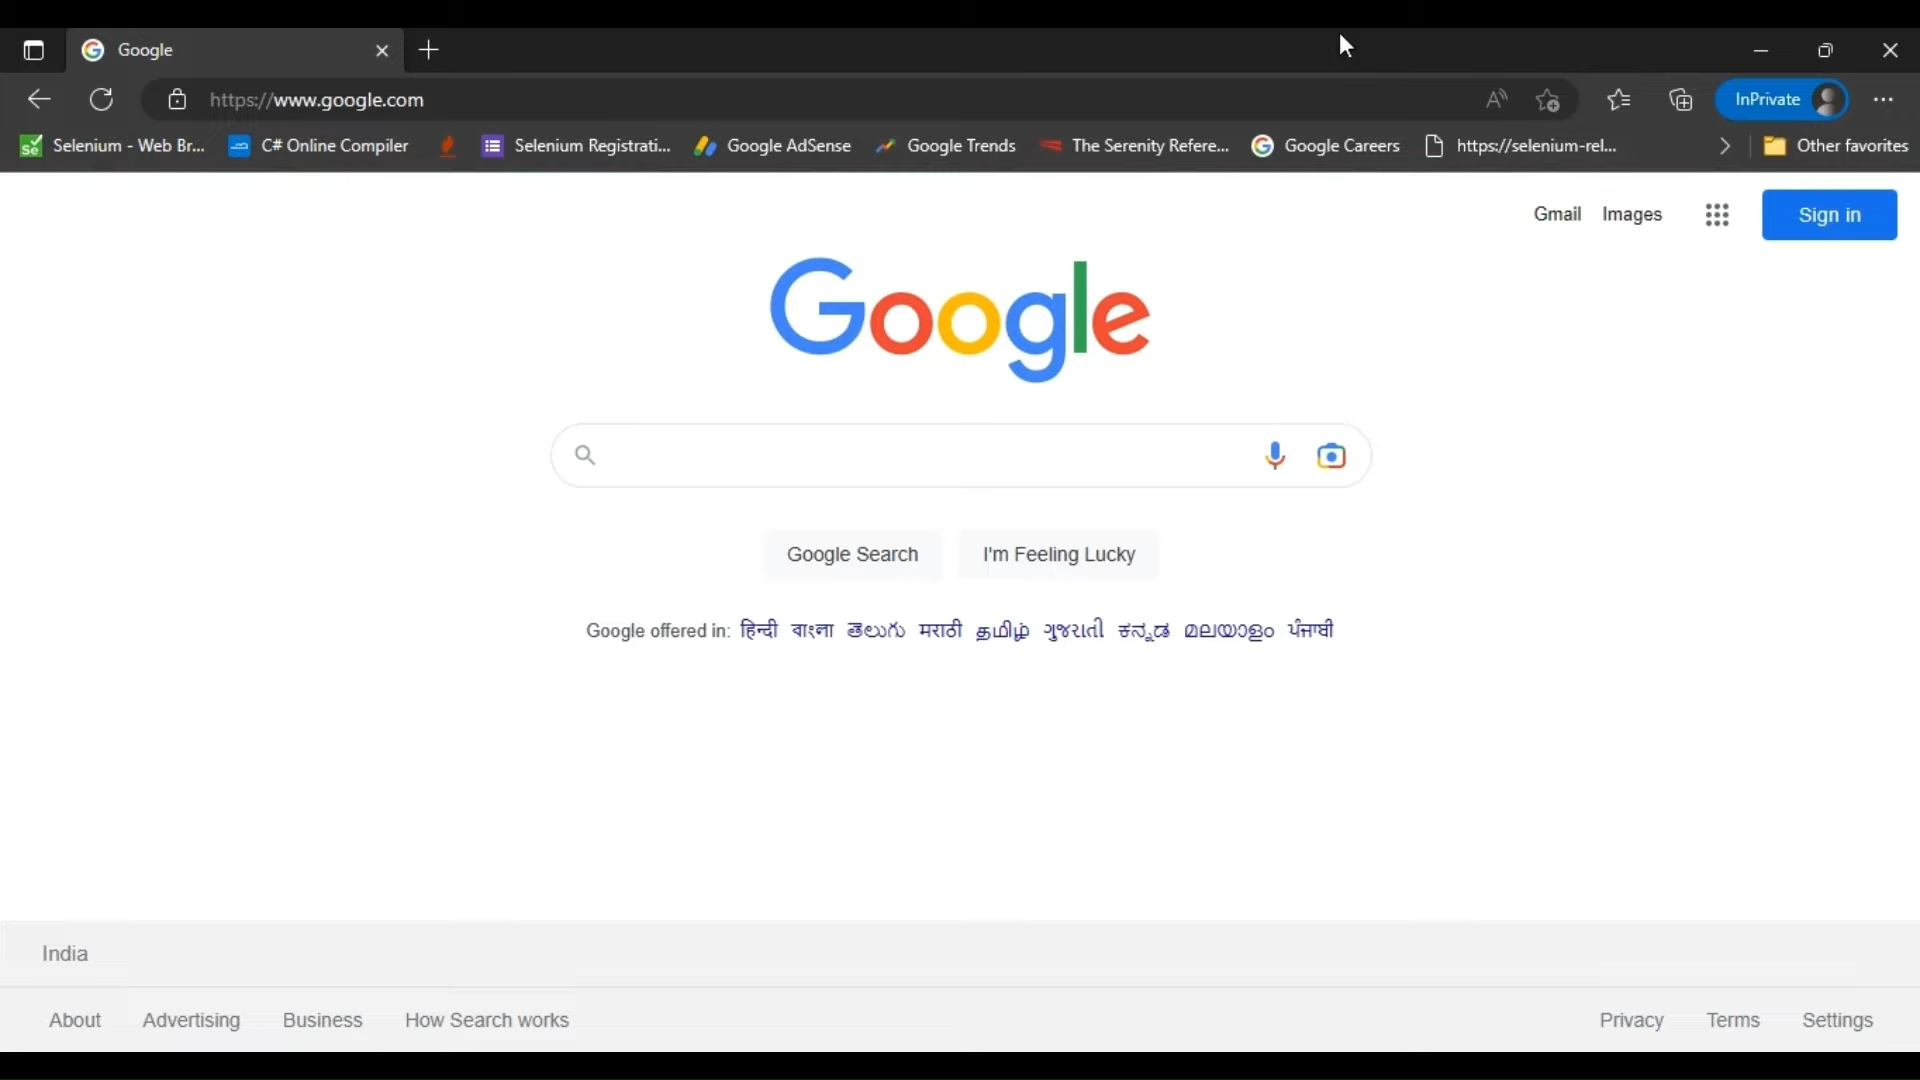 Google
https://www.google.com
InPrivate
Selenium - Web Br... C# Online Compiler Selenium Registrati... Google AdSense Google Trends The Serenity Refere... Google Careers https://selenium-rel... Other favorites
Gmail Images Sign in
Google
Google Search I'm Feeling Lucky
Google offered in: हिन्दी বাংলা తెలుగు मराठी தமிழ் ગુજરાતી ಕನ್ನಡ മലയാളം ਪੰਜਾਬੀ
India
About Advertising Business How Search works Privacy Terms Settings